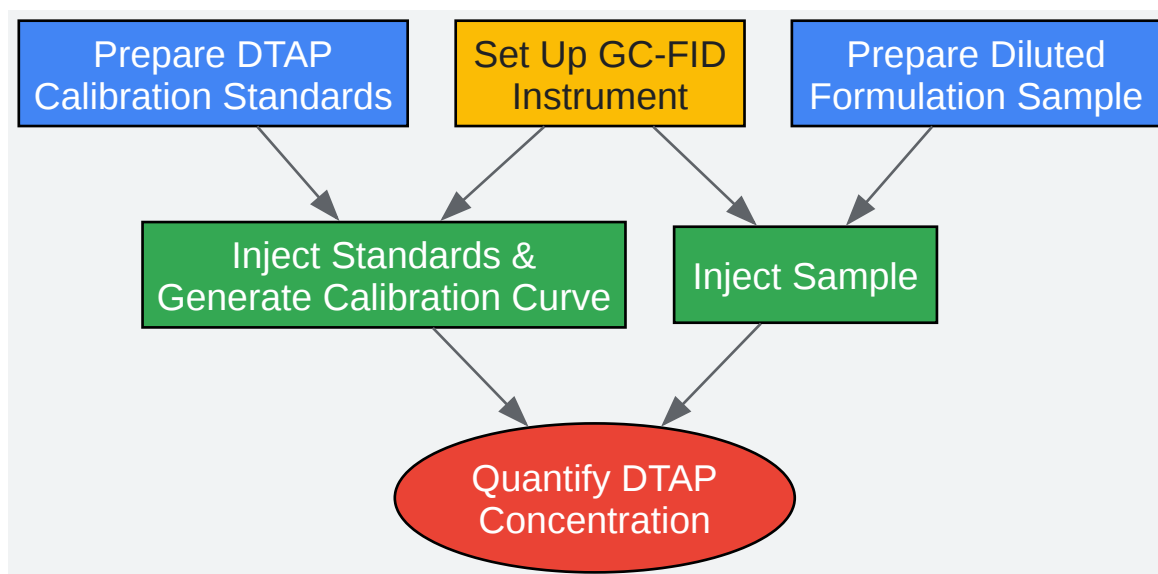 Prepare DTAP
Calibration Standards
Set Up GC-FID
Instrument
Prepare Diluted
Formulation Sample
Inject Standards &
Generate Calibration Curve
Inject Sample
Quantify DTAP
Concentration